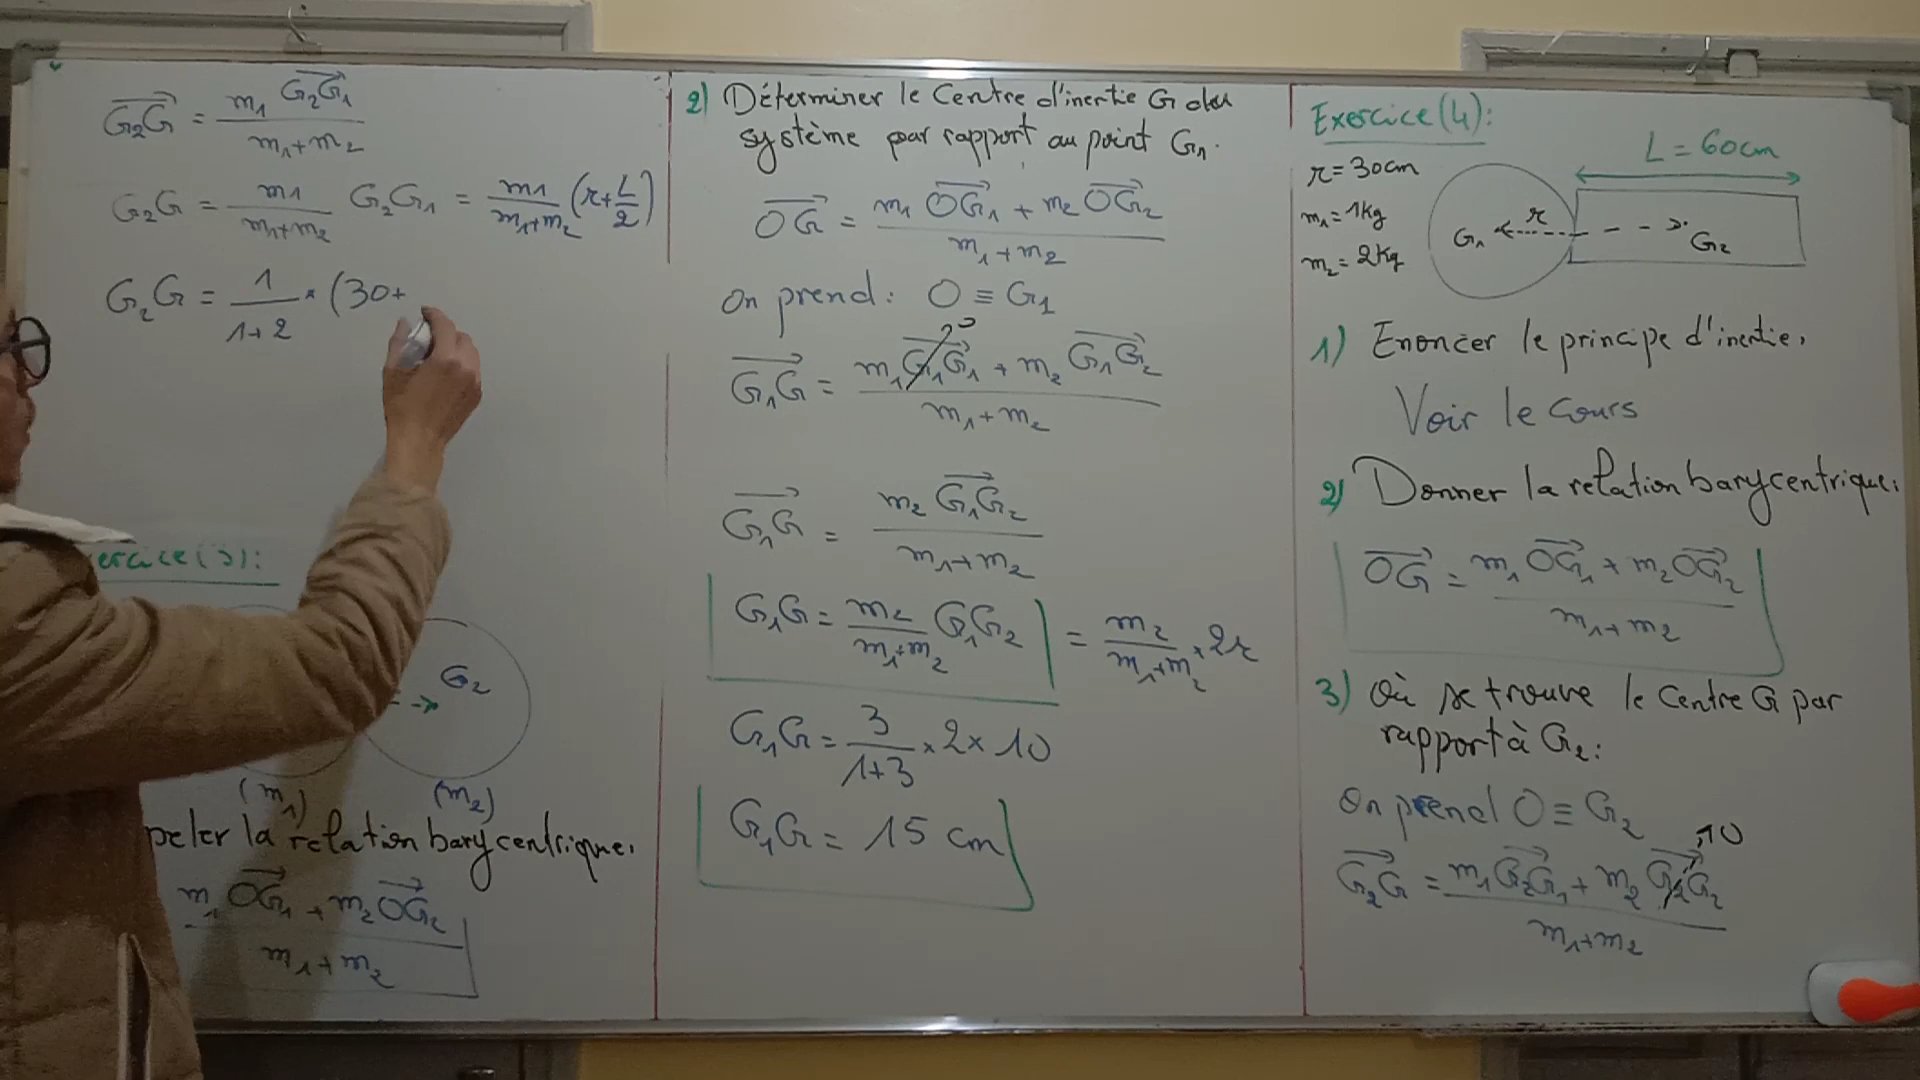 G₂G = m₁ G₂G₁ / m₁+m₂
G₂G = m₁ / m₁+m₂ G₂G₁ = m₁ / m₁+m₂ (r+L/2)
G₂G = 1 / 1+2 × (30+
ercice(3):
G₂
(m₁) (m₂)
peler la relation barycentrique.
m₁ OG₁ + m₂ OG₂ / m₁+m₂
2) Déterminer le Centre d'inertie G du
système par rapport au point G₁.
OG = m₁ OG₁ + m₂ OG₂ / m₁+m₂
On prend: O ≡ G₁
G₁G = m₁ G₁G₁ + m₂ G₁G₂ / m₁+m₂
G₁G = m₂ G₁G₂ / m₁+m₂
G₁G = m₂ / m₁+m₂ G₁G₂ = m₂ / m₁+m₂ × 2r
G₁G = 3 / 1+3 × 2 × 10
G₁G = 15 cm
Exercice(4):
L = 60cm
r = 30cm
m₁ = 1kg
m₂ = 2kg
G₁ r G₂
1) Enoncer le principe d'inertie.
Voir le Cours
2) Donner la relation barycentrique.
OG = m₁ OG₁ + m₂ OG₂ / m₁+m₂
3) Où se trouve le Centre G par
rapport à G₂:
On prend O ≡ G₂
G₂G = m₁ G₂G₁ + m₂ G₂G₂ / m₁+m₂